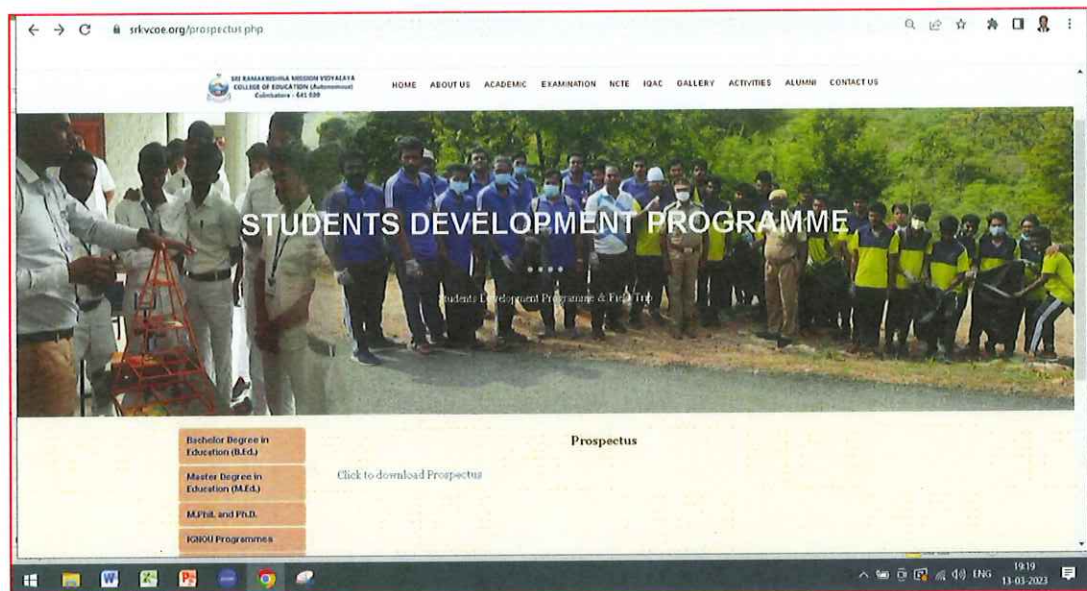 srkvcoe.org/prospectus.php
SRI RAMAKRISHNA MISSION VIDYALAYA
COLLEGE OF EDUCATION (Autonomous)
Coimbatore - 641 020
HOME ABOUT US ACADEMIC EXAMINATION NCTE IQAC GALLERY ACTIVITIES ALUMNI CONTACT US
STUDENTS DEVELOPMENT PROGRAMME
Students Development Programme & Field Trip
Bachelor Degree in
Education (B.Ed.)
Master Degree in
Education (M.Ed.)
M.Phil. and Ph.D.
IGNOU Programmes
Prospectus
Click to download Prospectus
ENG
19:19
13-03-2023